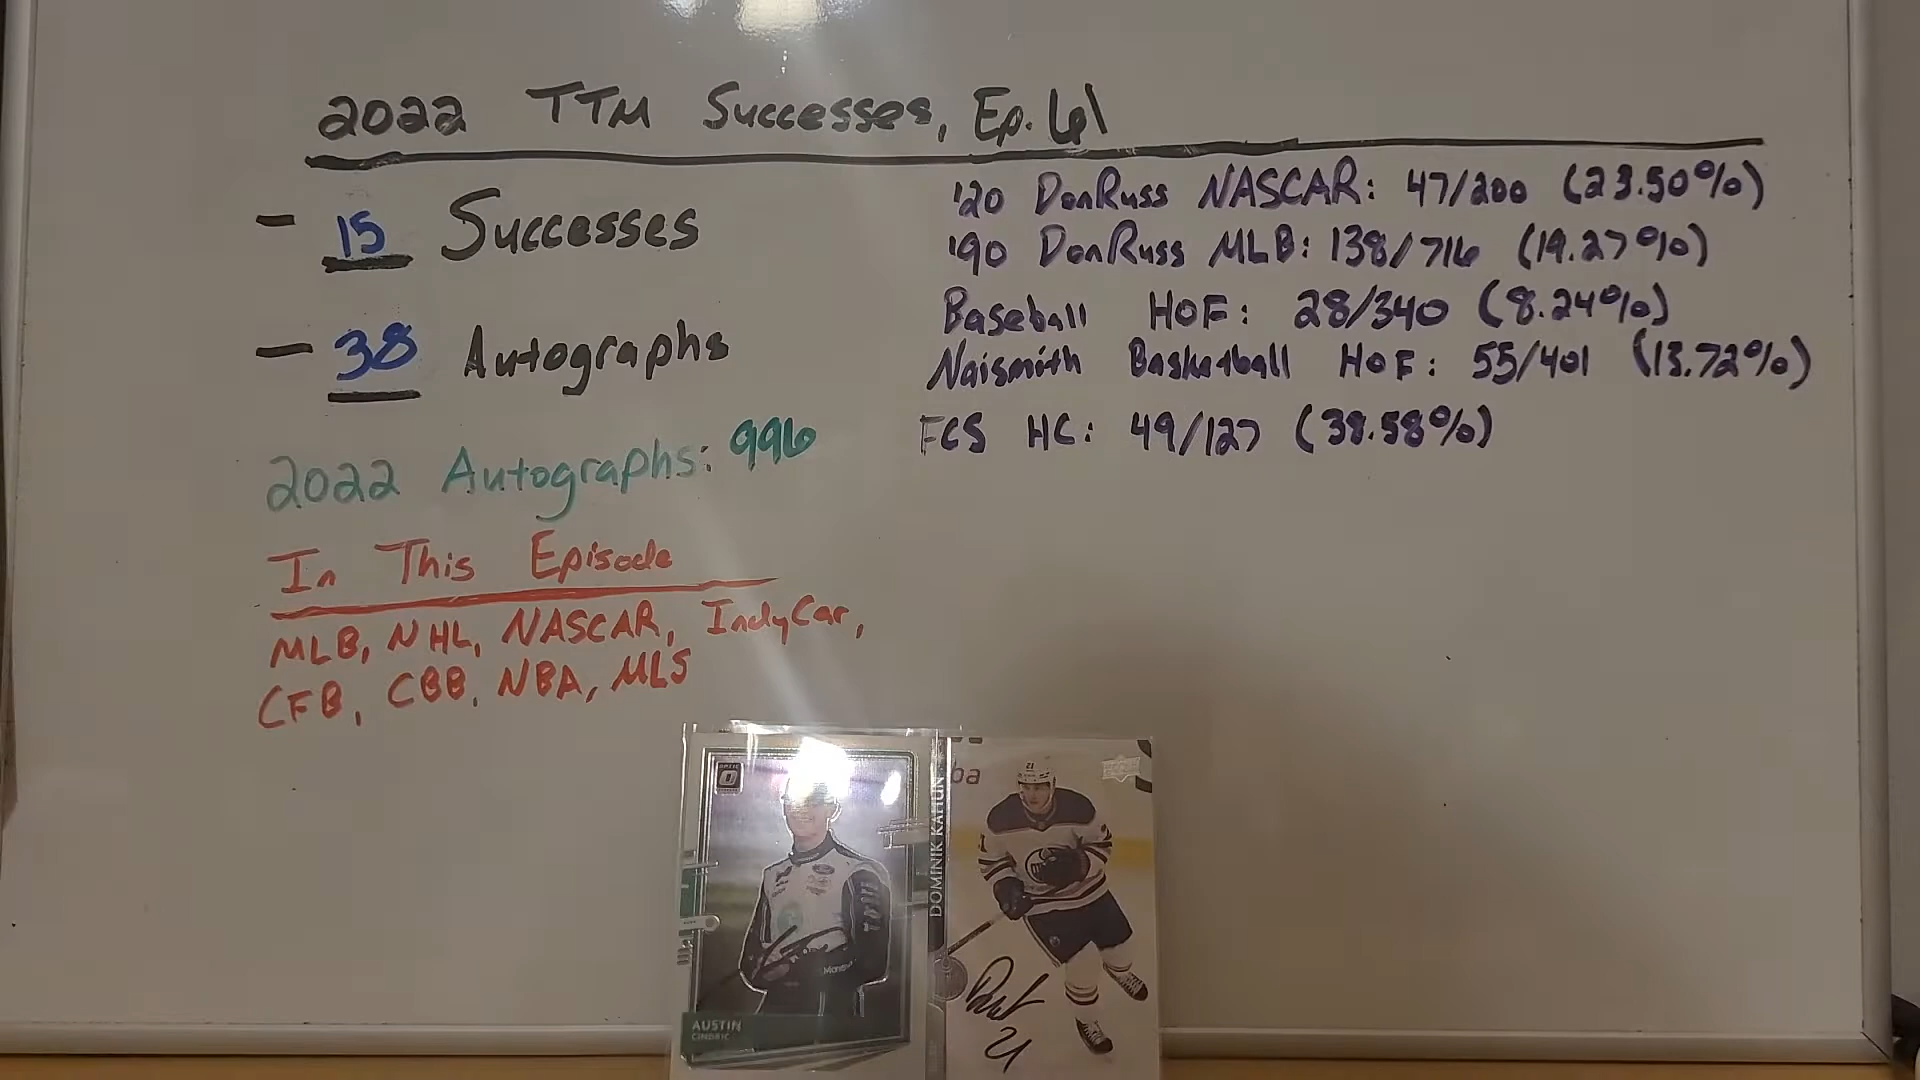 2022 TTM Successes, Ep. 61
- 15 Successes
- 38 Autographs
2022 Autographs: 996
In This Episode
MLB, NHL, NASCAR, IndyCar,
CFB, CBB, NBA, MLS
'20 DonRuss NASCAR: 47/200 (23.50%)
'90 DonRuss MLB: 138/716 (19.27%)
Baseball HOF: 28/340 (8.24%)
Naismith Basketball HOF: 55/401 (13.72%)
FCS HC: 49/127 (38.58%)
AUSTIN
CINDRIC
DOMINIK KAHUN
21